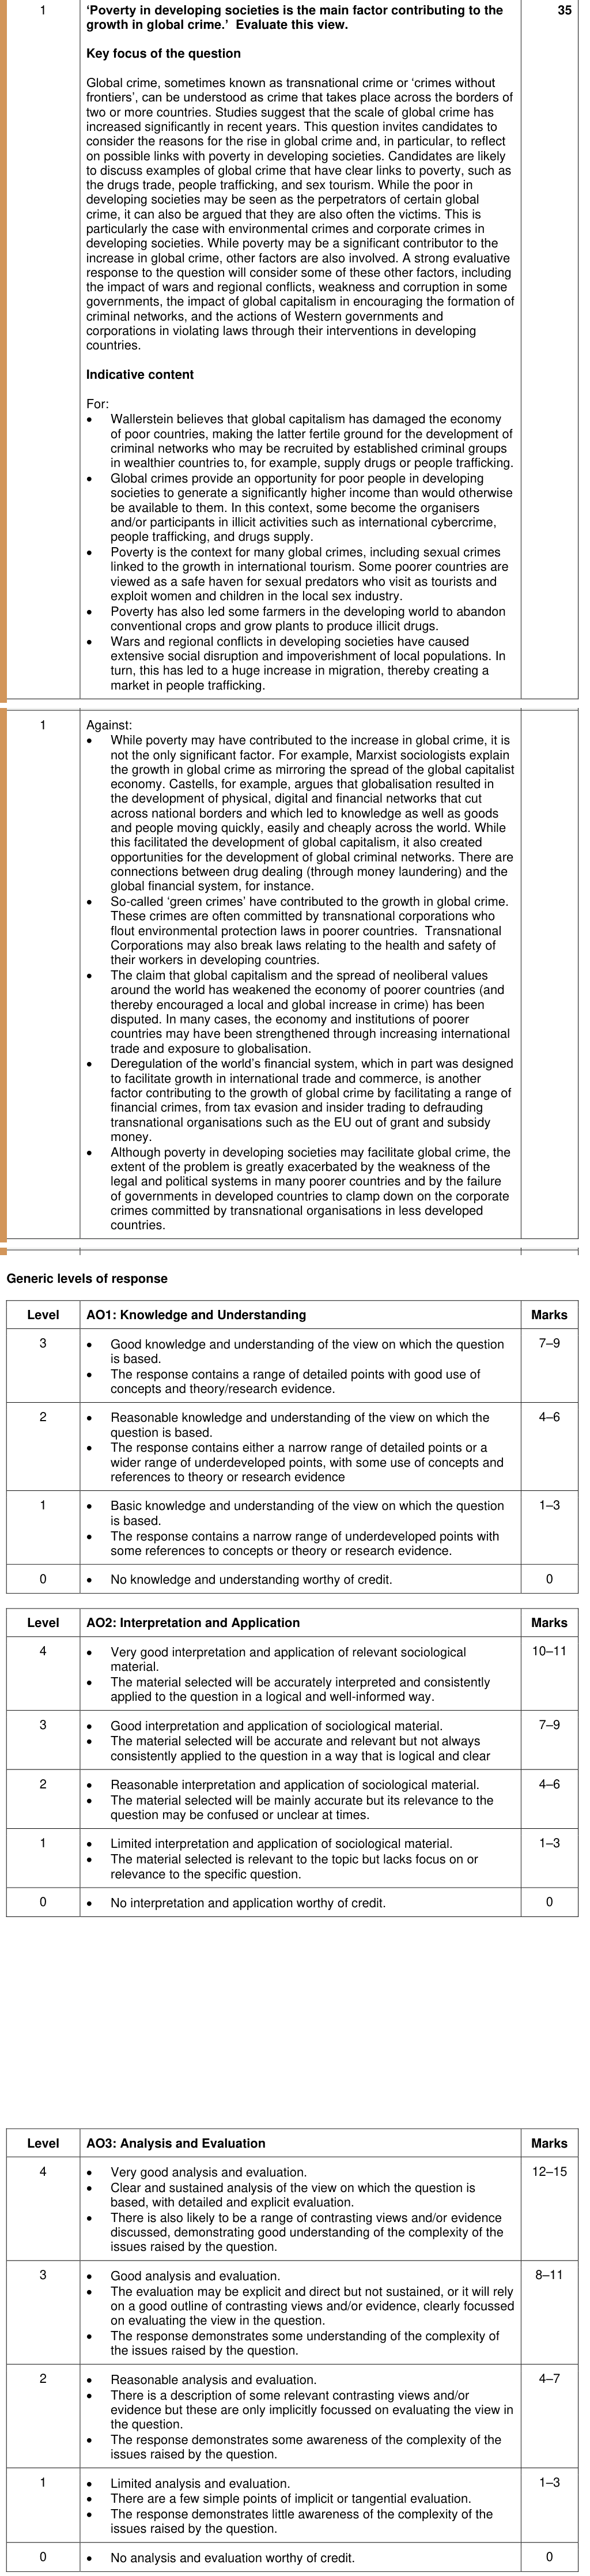 1 ‘Poverty in developing societies is the main factor contributing to the 35
growth in global crime.’ Evaluate this view.
Key focus of the question
Global crime, sometimes known as transnational crime or ‘crimes without
frontiers’, can be understood as crime that takes place across the borders of
two or more countries. Studies suggest that the scale of global crime has
increased significantly in recent years. This question invites candidates to
consider the reasons for the rise in global crime and, in particular, to reflect
on possible links with poverty in developing societies. Candidates are likely
to discuss examples of global crime that have clear links to poverty, such as
the drugs trade, people trafficking, and sex tourism. While the poor in
developing societies may be seen as the perpetrators of certain global
crime, it can also be argued that they are also often the victims. This is
particularly the case with environmental crimes and corporate crimes in
developing societies. While poverty may be a significant contributor to the
increase in global crime, other factors are also involved. A strong evaluative
response to the question will consider some of these other factors, including
the impact of wars and regional conflicts, weakness and corruption in some
governments, the impact of global capitalism in encouraging the formation of
criminal networks, and the actions of Western governments and
corporations in violating laws through their interventions in developing
countries.
Indicative content
For:
• Wallerstein believes that global capitalism has damaged the economy
of poor countries, making the latter fertile ground for the development of
criminal networks who may be recruited by established criminal groups
in wealthier countries to, for example, supply drugs or people trafficking.
• Global crimes provide an opportunity for poor people in developing
societies to generate a significantly higher income than would otherwise
be available to them. In this context, some become the organisers
and/or participants in illicit activities such as international cybercrime,
people trafficking, and drugs supply.
• Poverty is the context for many global crimes, including sexual crimes
linked to the growth in international tourism. Some poorer countries are
viewed as a safe haven for sexual predators who visit as tourists and
exploit women and children in the local sex industry.
• Poverty has also led some farmers in the developing world to abandon
conventional crops and grow plants to produce illicit drugs.
• Wars and regional conflicts in developing societies have caused
extensive social disruption and impoverishment of local populations. In
turn, this has led to a huge increase in migration, thereby creating a
market in people trafficking.
1 Against:
• While poverty may have contributed to the increase in global crime, it is
not the only significant factor. For example, Marxist sociologists explain
the growth in global crime as mirroring the spread of the global capitalist
economy. Castells, for example, argues that globalisation resulted in
the development of physical, digital and financial networks that cut
across national borders and which led to knowledge as well as goods
and people moving quickly, easily and cheaply across the world. While
this facilitated the development of global capitalism, it also created
opportunities for the development of global criminal networks. There are
connections between drug dealing (through money laundering) and the
global financial system, for instance.
• So-called ‘green crimes’ have contributed to the growth in global crime.
These crimes are often committed by transnational corporations who
flout environmental protection laws in poorer countries. Transnational
Corporations may also break laws relating to the health and safety of
their workers in developing countries.
• The claim that global capitalism and the spread of neoliberal values
around the world has weakened the economy of poorer countries (and
thereby encouraged a local and global increase in crime) has been
disputed. In many cases, the economy and institutions of poorer
countries may have been strengthened through increasing international
trade and exposure to globalisation.
• Deregulation of the world’s financial system, which in part was designed
to facilitate growth in international trade and commerce, is another
factor contributing to the growth of global crime by facilitating a range of
financial crimes, from tax evasion and insider trading to defrauding
transnational organisations such as the EU out of grant and subsidy
money.
• Although poverty in developing societies may facilitate global crime, the
extent of the problem is greatly exacerbated by the weakness of the
legal and political systems in many poorer countries and by the failure
of governments in developed countries to clamp down on the corporate
crimes committed by transnational organisations in less developed
countries.
Generic levels of response
Level AO1: Knowledge and Understanding Marks
3 • Good knowledge and understanding of the view on which the question 7–9
is based.
• The response contains a range of detailed points with good use of
concepts and theory/research evidence.
2 • Reasonable knowledge and understanding of the view on which the 4–6
question is based.
• The response contains either a narrow range of detailed points or a
wider range of underdeveloped points, with some use of concepts and
references to theory or research evidence
1 • Basic knowledge and understanding of the view on which the question 1–3
is based.
• The response contains a narrow range of underdeveloped points with
some references to concepts or theory or research evidence.
0 • No knowledge and understanding worthy of credit. 0
Level AO2: Interpretation and Application Marks
4 • Very good interpretation and application of relevant sociological 10–11
material.
• The material selected will be accurately interpreted and consistently
applied to the question in a logical and well-informed way.
3 • Good interpretation and application of sociological material. 7–9
• The material selected will be accurate and relevant but not always
consistently applied to the question in a way that is logical and clear
2 • Reasonable interpretation and application of sociological material. 4–6
• The material selected will be mainly accurate but its relevance to the
question may be confused or unclear at times.
1 • Limited interpretation and application of sociological material. 1–3
• The material selected is relevant to the topic but lacks focus on or
relevance to the specific question.
0 • No interpretation and application worthy of credit. 0
Level AO3: Analysis and Evaluation Marks
4 • Very good analysis and evaluation. 12–15
• Clear and sustained analysis of the view on which the question is
based, with detailed and explicit evaluation.
• There is also likely to be a range of contrasting views and/or evidence
discussed, demonstrating good understanding of the complexity of the
issues raised by the question.
3 • Good analysis and evaluation. 8–11
• The evaluation may be explicit and direct but not sustained, or it will rely
on a good outline of contrasting views and/or evidence, clearly focussed
on evaluating the view in the question.
• The response demonstrates some understanding of the complexity of
the issues raised by the question.
2 • Reasonable analysis and evaluation. 4–7
• There is a description of some relevant contrasting views and/or
evidence but these are only implicitly focussed on evaluating the view in
the question.
• The response demonstrates some awareness of the complexity of the
issues raised by the question.
1 • Limited analysis and evaluation. 1–3
• There are a few simple points of implicit or tangential evaluation.
• The response demonstrates little awareness of the complexity of the
issues raised by the question.
0 • No analysis and evaluation worthy of credit. 0